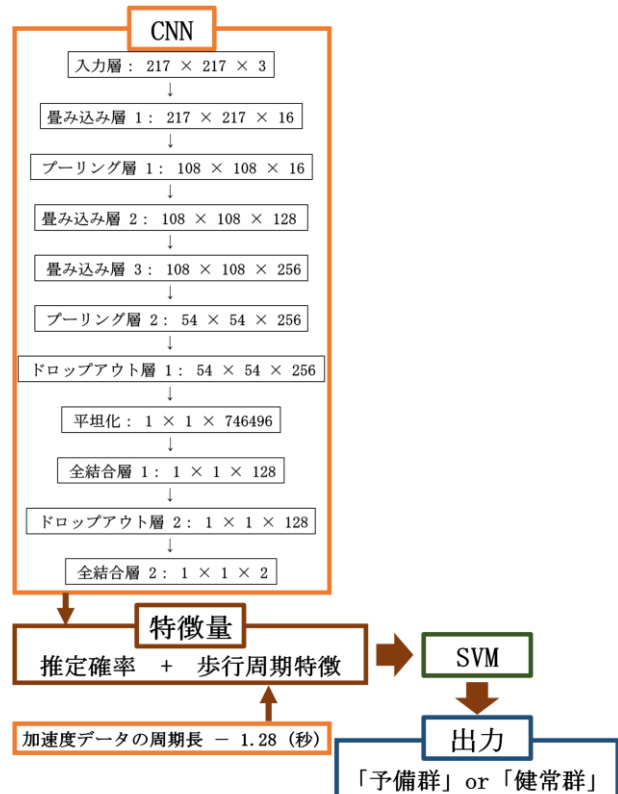 CNN
入力層： 217 × 217 × 3
↓
畳み込み層 1： 217 × 217 × 16
↓
プーリング層 1： 108 × 108 × 16
↓
畳み込み層 2： 108 × 108 × 128
↓
畳み込み層 3： 108 × 108 × 256
↓
プーリング層 2： 54 × 54 × 256
↓
ドロップアウト層 1： 54 × 54 × 256
↓
平坦化： 1 × 1 × 746496
↓
全結合層 1： 1 × 1 × 128
↓
ドロップアウト層 2： 1 × 1 × 128
↓
全結合層 2： 1 × 1 × 2
特徴量
推定確率 + 歩行周期特徴
SVM
加速度データの周期長 － 1.28 (秒)
出力
「予備群」or「健常群」